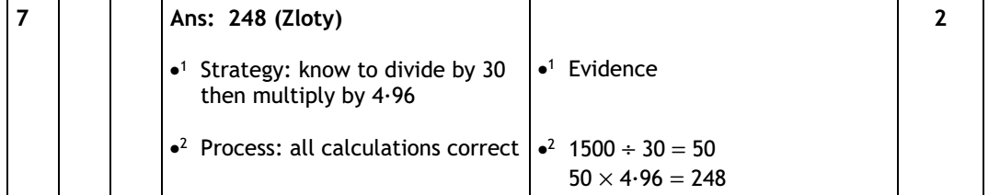 7 Ans: 248 (Zloty) 2
●¹ Strategy: know to divide by 30 ●¹ Evidence
then multiply by 4·96
●² Process: all calculations correct ●² 1500 ÷ 30 = 50
50 × 4·96 = 248